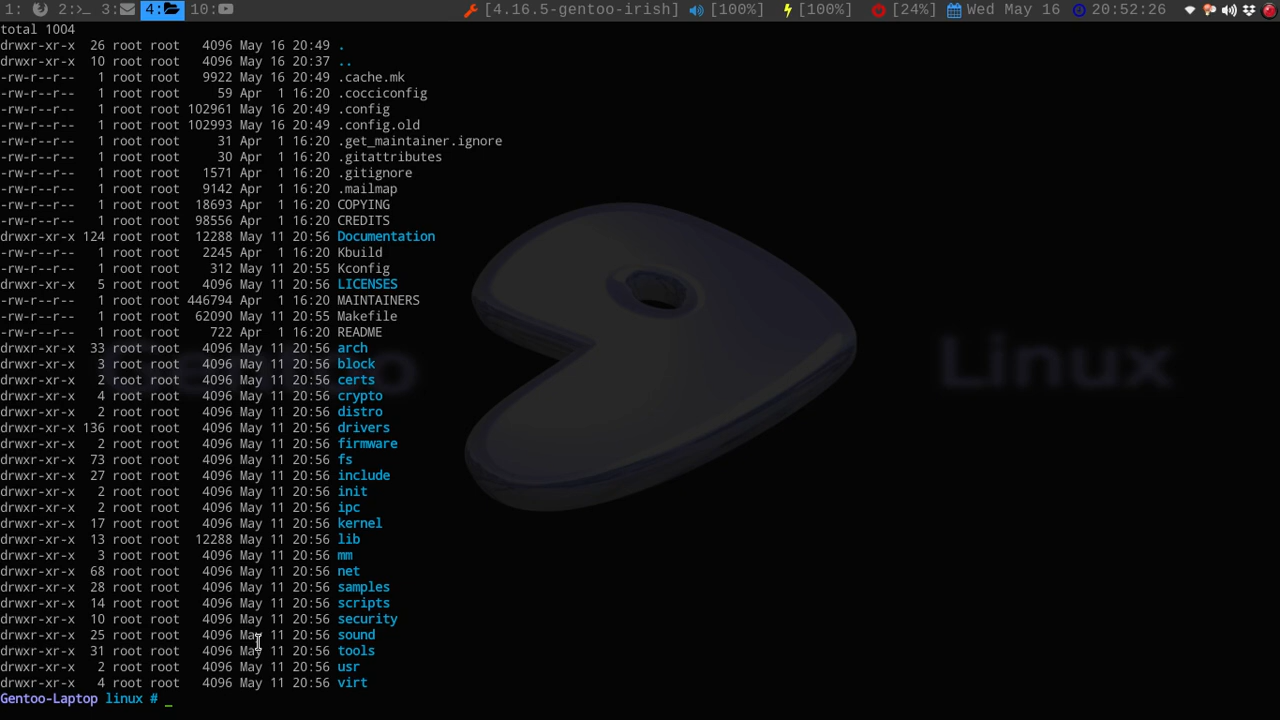 1: 2:>_ 3: 4: 10: [4.16.5-gentoo-irish] [100%] [100%] [24%] Wed May 16 20:52:26
total 1004
drwxr-xr-x  26 root root   4096 May 16 20:49 .
drwxr-xr-x  10 root root   4096 May 16 20:37 ..
-rw-r--r--   1 root root   9922 May 16 20:49 .cache.mk
-rw-r--r--   1 root root     59 Apr  1 16:20 .cocciconfig
-rw-r--r--   1 root root 102961 May 16 20:49 .config
-rw-r--r--   1 root root 102993 May 16 20:49 .config.old
-rw-r--r--   1 root root     31 Apr  1 16:20 .get_maintainer.ignore
-rw-r--r--   1 root root     30 Apr  1 16:20 .gitattributes
-rw-r--r--   1 root root   1571 Apr  1 16:20 .gitignore
-rw-r--r--   1 root root   9142 Apr  1 16:20 .mailmap
-rw-r--r--   1 root root  18693 Apr  1 16:20 COPYING
-rw-r--r--   1 root root  98556 Apr  1 16:20 CREDITS
drwxr-xr-x 124 root root  12288 May 11 20:56 Documentation
-rw-r--r--   1 root root   2245 Apr  1 16:20 Kbuild
-rw-r--r--   1 root root    312 May 11 20:55 Kconfig
drwxr-xr-x   5 root root   4096 May 11 20:56 LICENSES
-rw-r--r--   1 root root 446794 Apr  1 16:20 MAINTAINERS
-rw-r--r--   1 root root  62090 May 11 20:55 Makefile
-rw-r--r--   1 root root    722 Apr  1 16:20 README
drwxr-xr-x  33 root root   4096 May 11 20:56 arch
drwxr-xr-x   3 root root   4096 May 11 20:56 block
drwxr-xr-x   2 root root   4096 May 11 20:56 certs
drwxr-xr-x   4 root root   4096 May 11 20:56 crypto
drwxr-xr-x   2 root root   4096 May 11 20:56 distro
drwxr-xr-x 136 root root   4096 May 11 20:56 drivers
drwxr-xr-x   2 root root   4096 May 11 20:56 firmware
drwxr-xr-x  73 root root   4096 May 11 20:56 fs
drwxr-xr-x  27 root root   4096 May 11 20:56 include
drwxr-xr-x   2 root root   4096 May 11 20:56 init
drwxr-xr-x   2 root root   4096 May 11 20:56 ipc
drwxr-xr-x  17 root root   4096 May 11 20:56 kernel
drwxr-xr-x  13 root root  12288 May 11 20:56 lib
drwxr-xr-x   3 root root   4096 May 11 20:56 mm
drwxr-xr-x  68 root root   4096 May 11 20:56 net
drwxr-xr-x  28 root root   4096 May 11 20:56 samples
drwxr-xr-x  14 root root   4096 May 11 20:56 scripts
drwxr-xr-x  10 root root   4096 May 11 20:56 security
drwxr-xr-x  25 root root   4096 May 11 20:56 sound
drwxr-xr-x  31 root root   4096 May 11 20:56 tools
drwxr-xr-x   2 root root   4096 May 11 20:56 usr
drwxr-xr-x   4 root root   4096 May 11 20:56 virt
Gentoo-Laptop linux # _
Linux